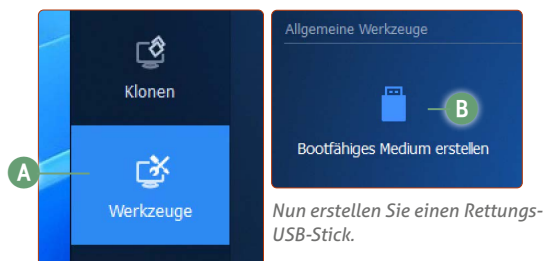 Klonen
A
Werkzeuge
Allgemeine Werkzeuge
B
Bootfähiges Medium erstellen
Nun erstellen Sie einen Rettungs-
USB-Stick.